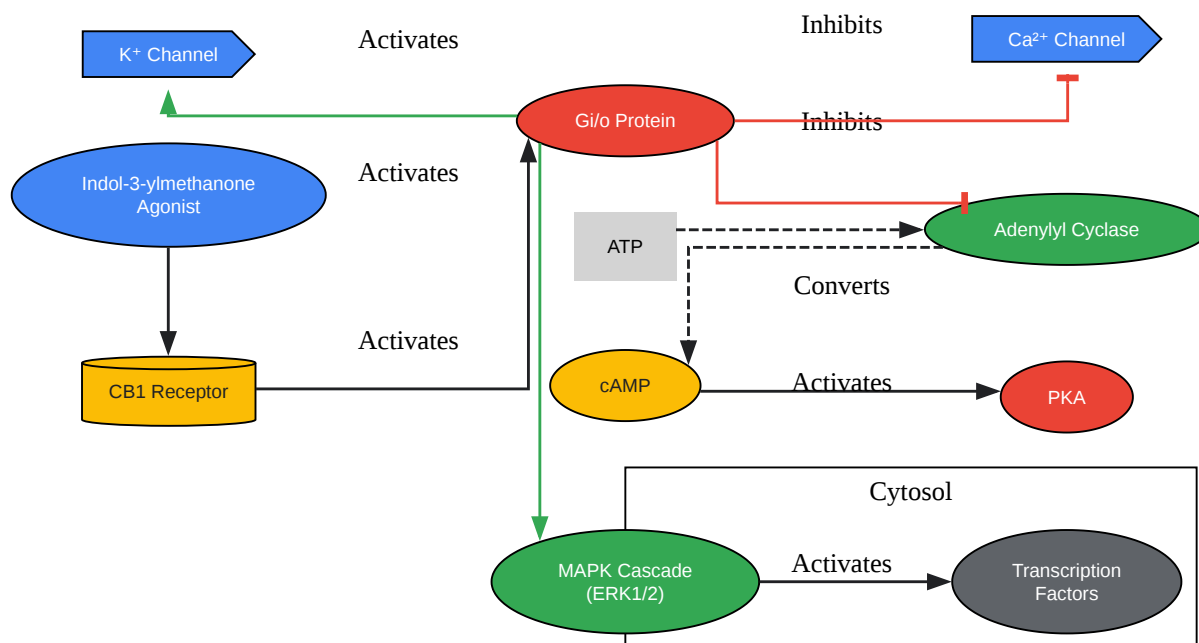 K⁺ Channel
Activates
Inhibits
Ca²⁺ Channel
Gi/o Protein
Inhibits
Indol-3-ylmethanone
Agonist
Activates
ATP
Adenylyl Cyclase
Converts
Activates
CB1 Receptor
cAMP
Activates
PKA
Cytosol
MAPK Cascade
(ERK1/2)
Activates
Transcription
Factors